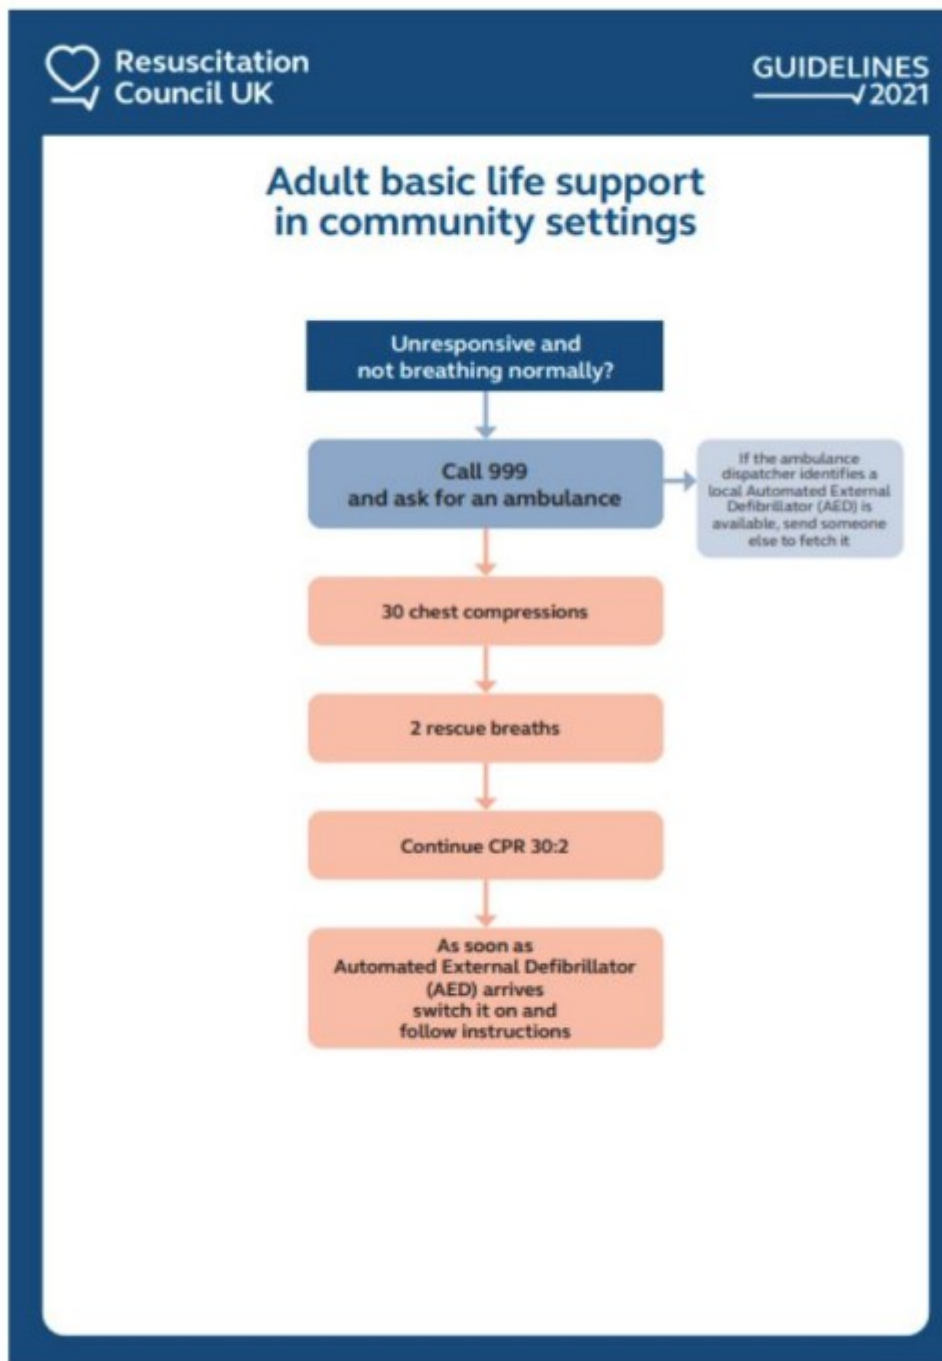 Resuscitation
Council UK
GUIDELINES
2021
Adult basic life support
in community settings
Unresponsive and
not breathing normally?
Call 999
and ask for an ambulance
If the ambulance
dispatcher identifies a
local Automated External
Defibrillator (AED) is
available, send someone
else to fetch it
30 chest compressions
2 rescue breaths
Continue CPR 30:2
As soon as
Automated External Defibrillator
(AED) arrives
switch it on and
follow instructions